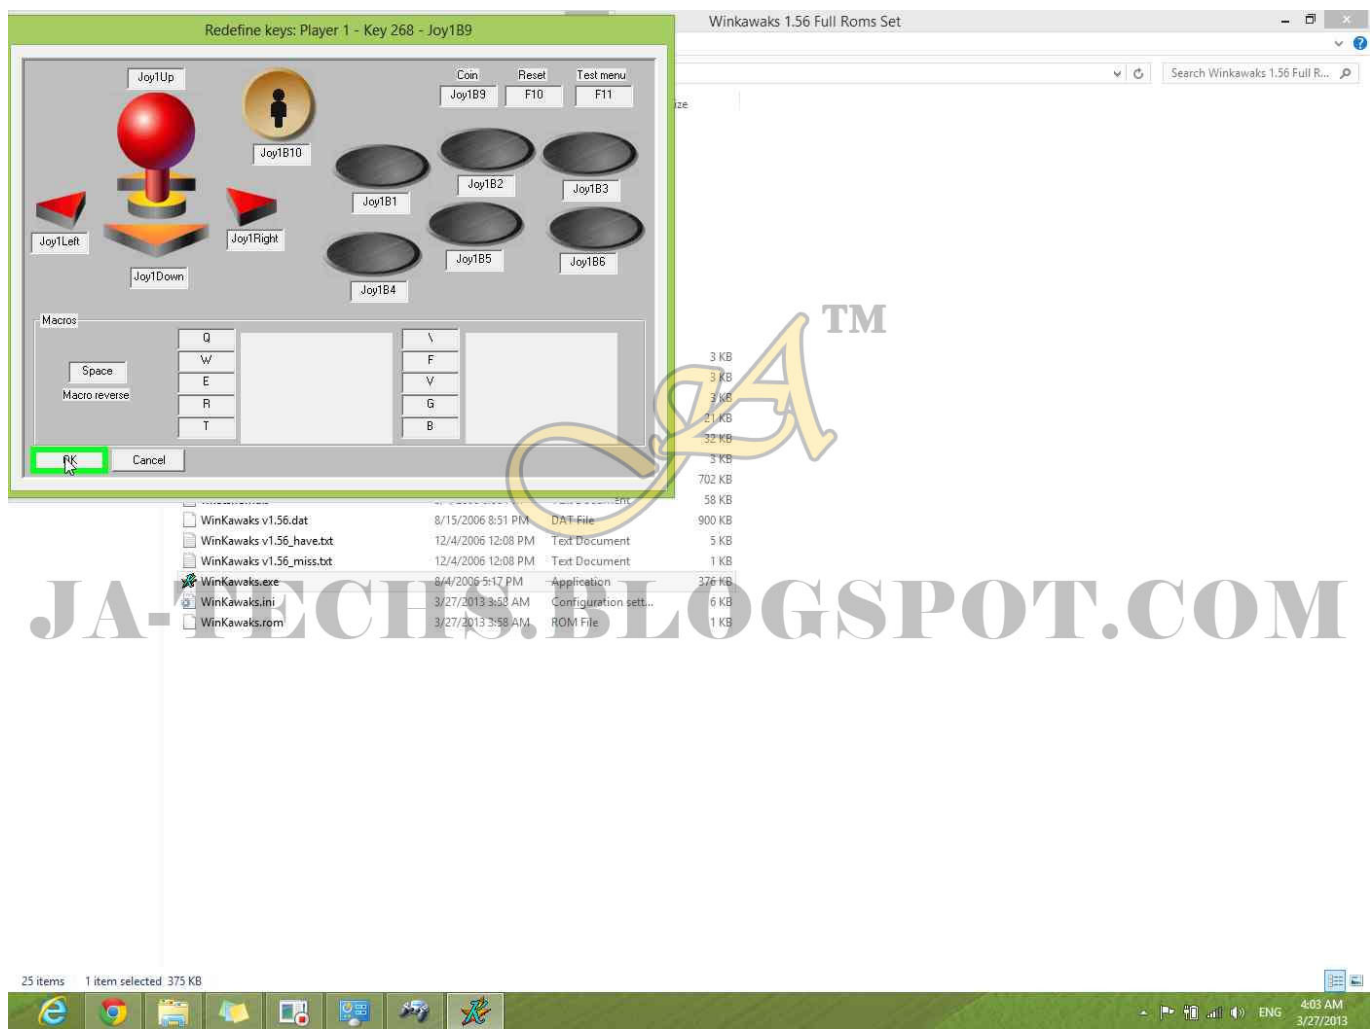 Redefine keys: Player 1 - Key 268 - Joy1B9
Winkawaks 1.56 Full Roms Set
Search Winkawaks 1.56 Full R...
Joy1Up
Coin Reset Test menu
Joy1B9 F10 F11
Joy1B10
Joy1B1
Joy1B2
Joy1B3
Joy1Left
Joy1Right
Joy1Down
Joy1B4
Joy1B5
Joy1B6
Macros
Q \
W F
E V
R G
T B
Space
Macro reverse
OK Cancel
TM
JA
3 KB
3 KB
3 KB
21 KB
32 KB
3 KB
702 KB
58 KB
WinKawaks v1.56.dat 8/15/2006 8:51 PM DAT File 900 KB
WinKawaks v1.56_have.txt 12/4/2006 12:08 PM Text Document 5 KB
WinKawaks v1.56_miss.txt 12/4/2006 12:08 PM Text Document 1 KB
WinKawaks.exe 8/4/2006 5:17 PM Application 376 KB
WinKawaks.ini 3/27/2013 3:58 AM Configuration sett... 6 KB
WinKawaks.rom 3/27/2013 3:58 AM ROM File 1 KB
JA-TECHS.BLOGSPOT.COM
25 items 1 item selected 375 KB
ENG
4:03 AM
3/27/2013